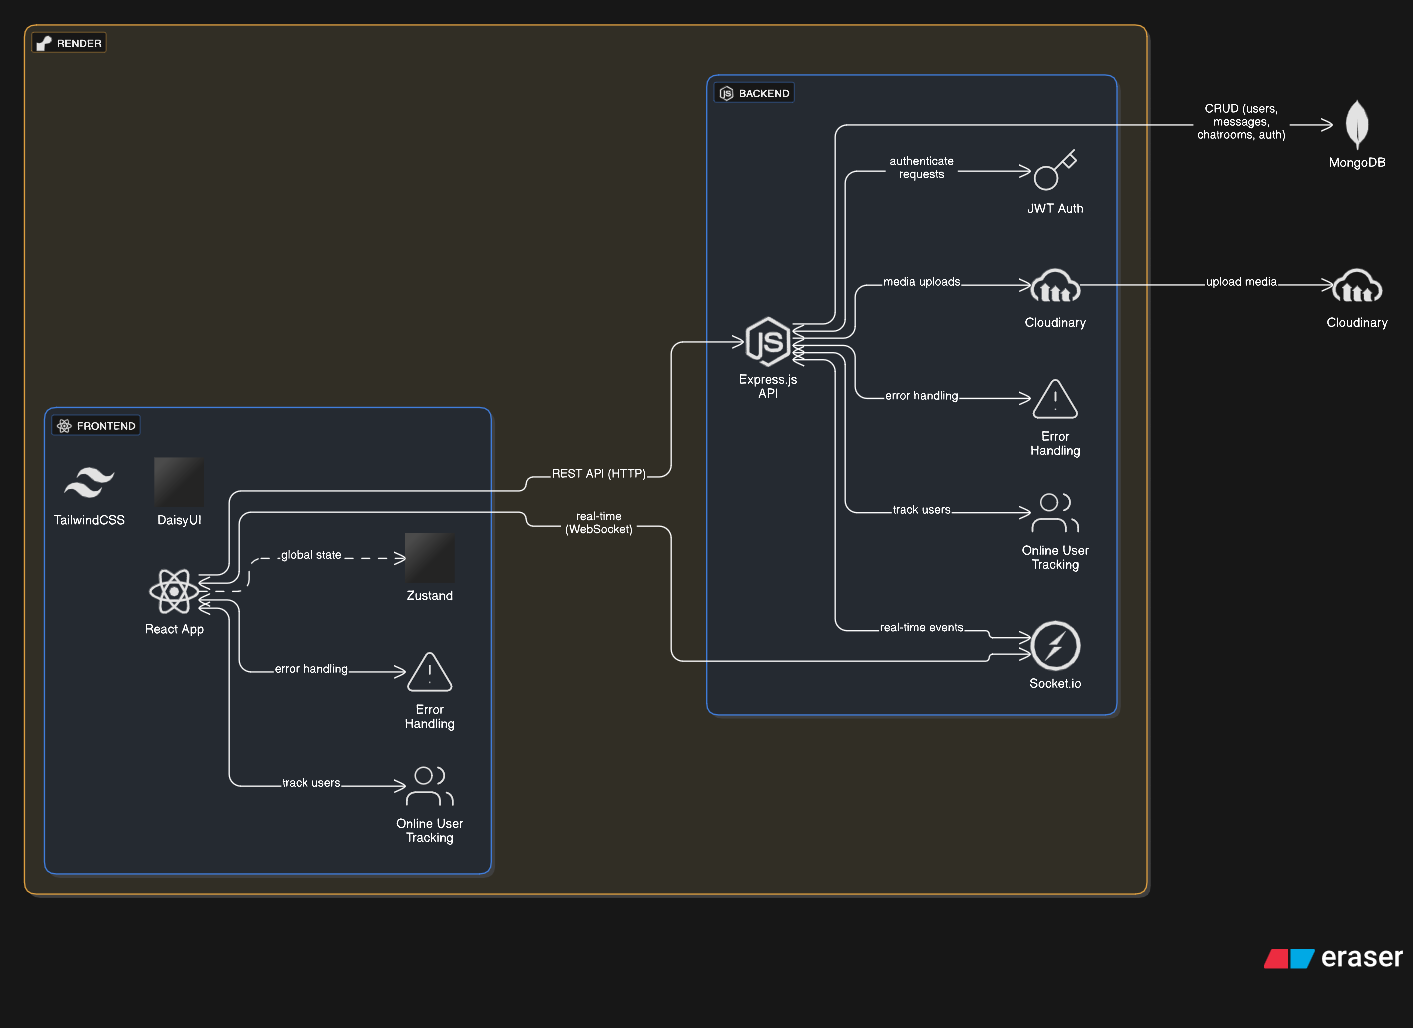 RENDER
BACKEND
CRUD (users,
messages,
chatrooms, auth)
MongoDB
authenticate
requests
JWT Auth
media uploads
Cloudinary
upload media
Cloudinary
JS
Express.js
API
error handling
Error
Handling
track users
Online User
Tracking
real-time events
Socket.io
FRONTEND
TailwindCSS
DaisyUI
REST API (HTTP)
real-time
(WebSocket)
global state
Zustand
React App
error handling
Error
Handling
track users
Online User
Tracking
eraser